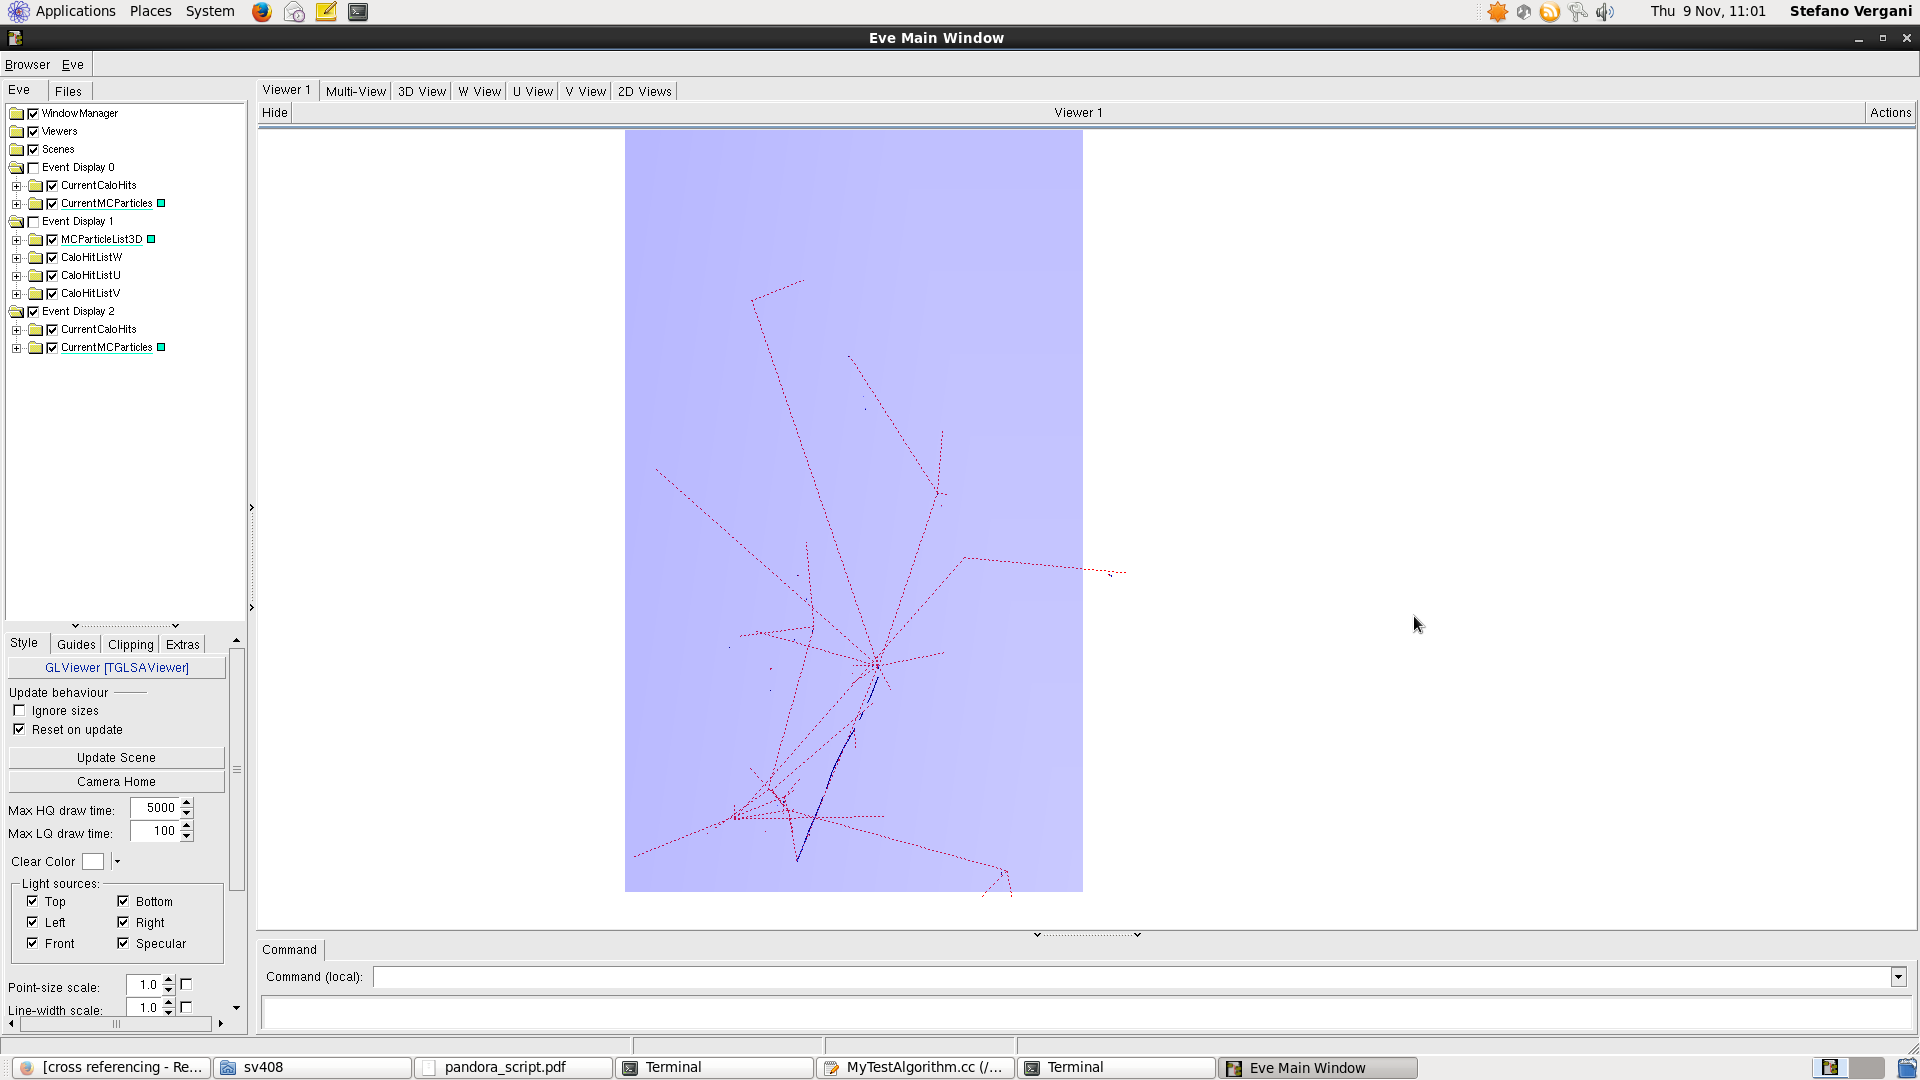 Applications Places System Thu 9 Nov, 11:01 Stefano Vergani
Eve Main Window
Browser Eve
Eve Files
Viewer 1 Multi-View 3D View W View U View V View 2D Views
Hide Viewer 1 Actions
WindowManager
Viewers
Scenes
Event Display 0
CurrentCaloHits
CurrentMCParticles
Event Display 1
MCParticleList3D
CaloHitListW
CaloHitListU
CaloHitListV
Event Display 2
CurrentCaloHits
CurrentMCParticles
Style Guides Clipping Extras
GLViewer [TGLSAViewer]
Update behaviour
Ignore sizes
Reset on update
Update Scene
Camera Home
Max HQ draw time: 5000
Max LQ draw time: 100
Clear Color
Light sources:
Top Bottom
Left Right
Front Specular
Point-size scale: 1.0
Line-width scale: 1.0
Command
Command (local):
[cross referencing - Re... sv408 pandora_script.pdf Terminal MyTestAlgorithm.cc (/... Terminal Eve Main Window